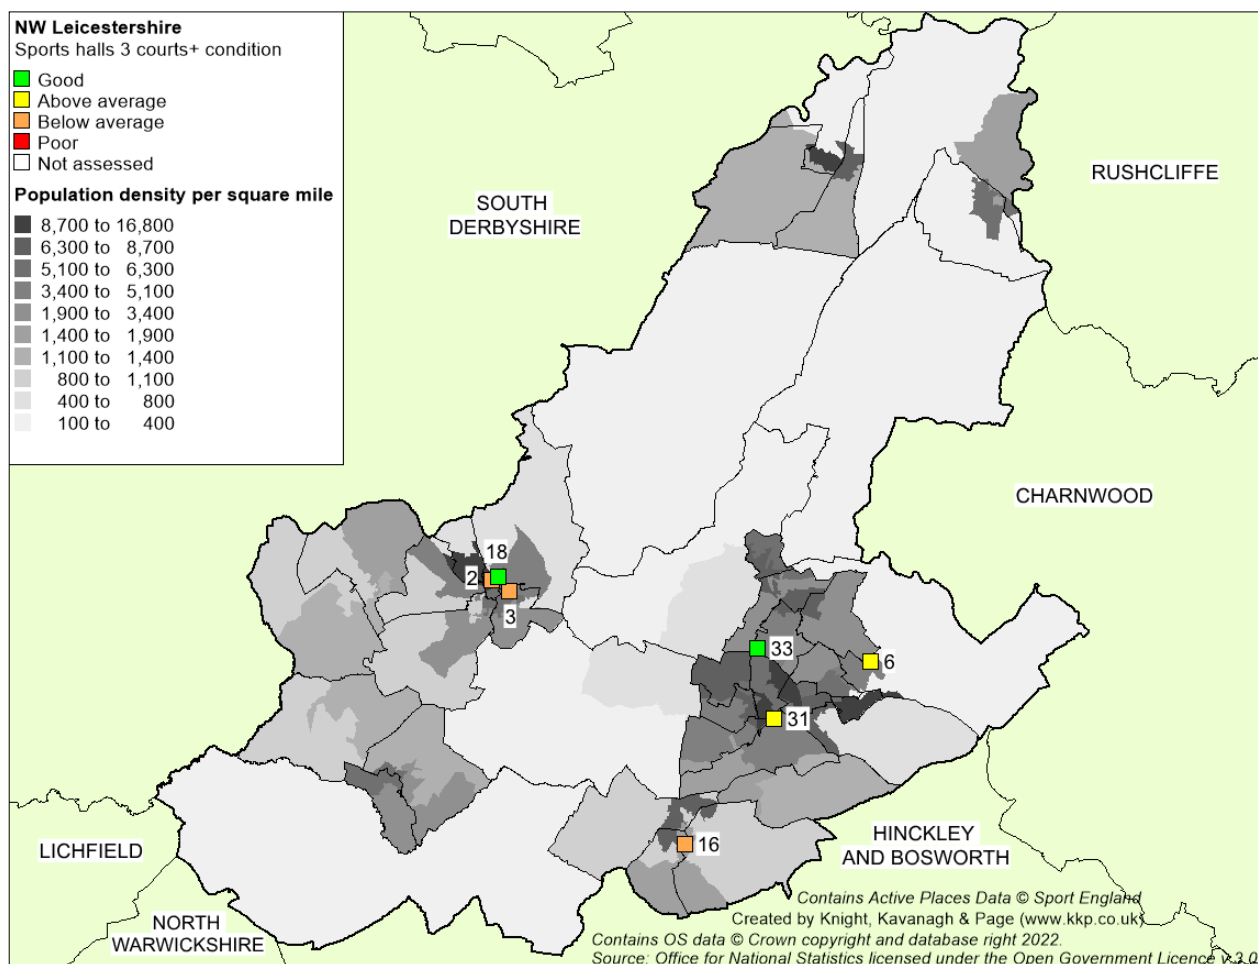 NW Leicestershire
Sports halls 3 courts+ condition
Good
Above average
Below average
Poor
Not assessed
Population density per square mile
8,700 to 16,800
6,300 to 8,700
5,100 to 6,300
3,400 to 5,100
1,900 to 3,400
1,400 to 1,900
1,100 to 1,400
800 to 1,100
400 to 800
100 to 400
SOUTH
DERBYSHIRE
RUSHCLIFFE
CHARNWOOD
18
2
3
33
6
31
16
LICHFIELD
HINCKLEY
AND BOSWORTH
NORTH
WARWICKSHIRE
Contains Active Places Data © Sport England
Created by Knight, Kavanagh & Page (www.kkp.co.uk)
Contains OS data © Crown copyright and database right 2022.
Source: Office for National Statistics licensed under the Open Government Licence v.3.0